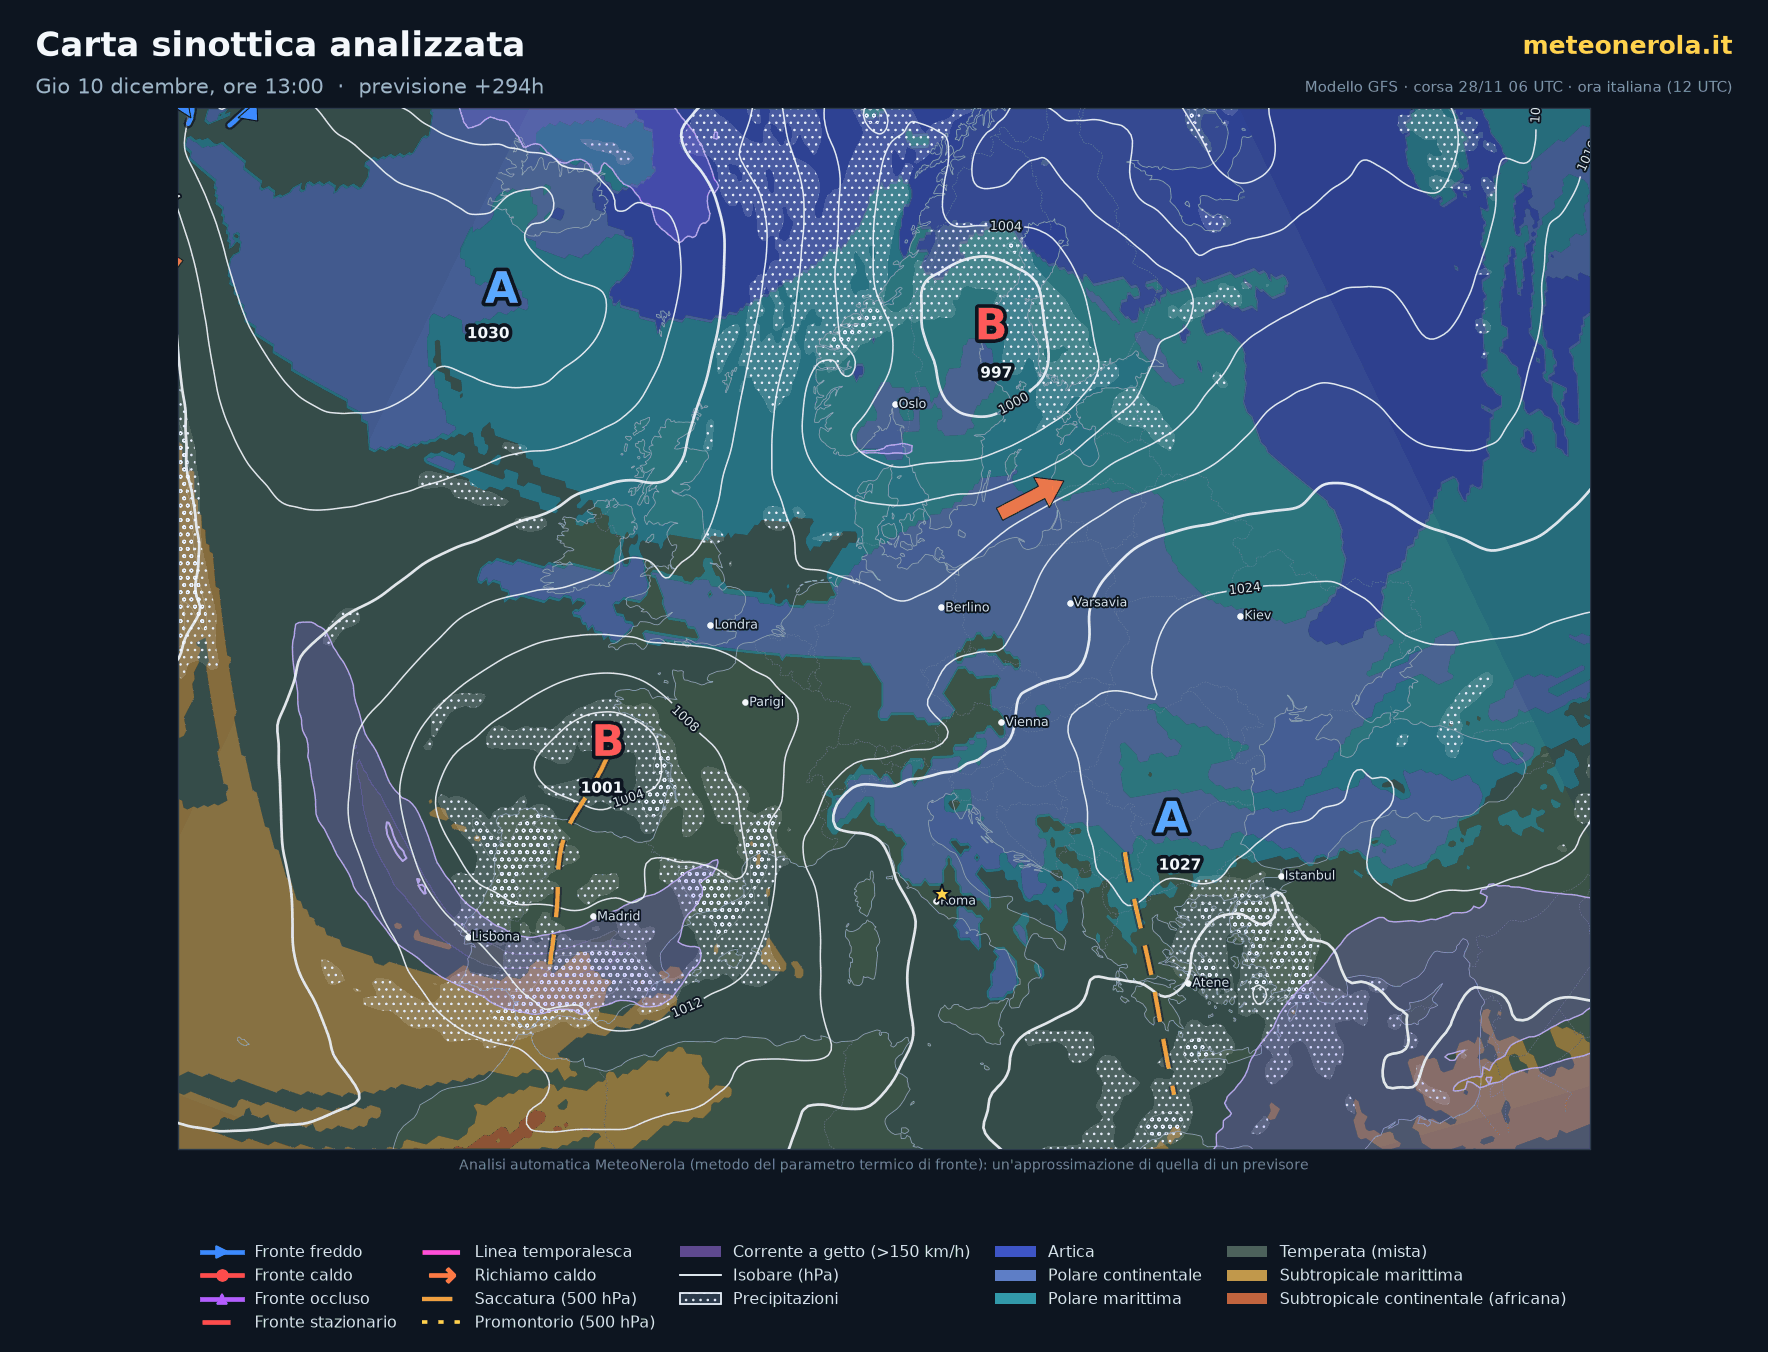 Carta sinottica analizzata
meteonerola.it
Gio 10 dicembre, ore 13:00 · previsione +294h
Modello GFS · corsa 28/11 06 UTC · ora italiana (12 UTC)
1004
A
1030
B
997
1000
Oslo
1024
Berlino
Varsavia
Kiev
Londra
Parigi
1008
Vienna
B
1001
1004
A
1027
Istanbul
Roma
Madrid
Lisbona
Atene
1012
Analisi automatica MeteoNerola (metodo del parametro termico di fronte): un'approssimazione di quella di un previsore
Fronte freddo
Fronte caldo
Fronte occluso
Fronte stazionario
Linea temporalesca
Richiamo caldo
Saccatura (500 hPa)
Promontorio (500 hPa)
Corrente a getto (>150 km/h)
Isobare (hPa)
Precipitazioni
Artica
Polare continentale
Polare marittima
Temperata (mista)
Subtropicale marittima
Subtropicale continentale (africana)